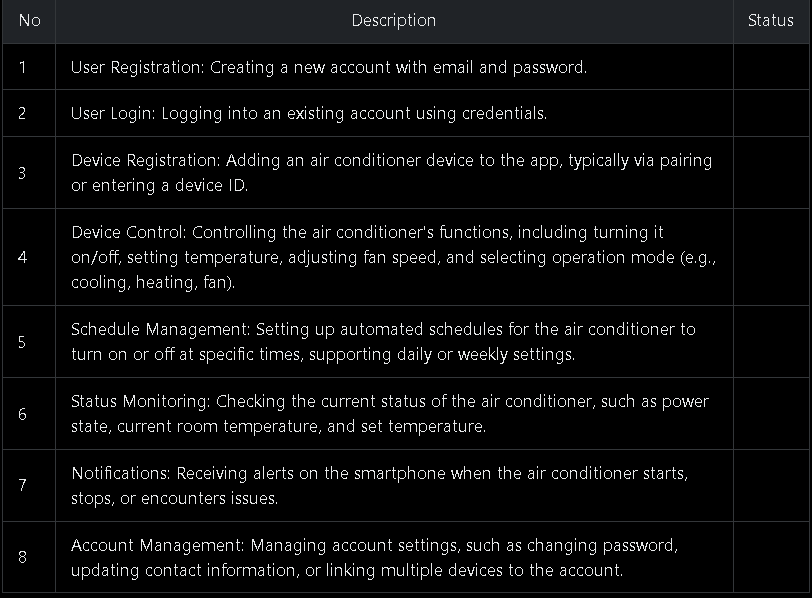 No Description Status
1 User Registration: Creating a new account with email and password.
2 User Login: Logging into an existing account using credentials.
3 Device Registration: Adding an air conditioner device to the app, typically via pairing
or entering a device ID.
4 Device Control: Controlling the air conditioner's functions, including turning it
on/off, setting temperature, adjusting fan speed, and selecting operation mode (e.g.,
cooling, heating, fan).
5 Schedule Management: Setting up automated schedules for the air conditioner to
turn on or off at specific times, supporting daily or weekly settings.
6 Status Monitoring: Checking the current status of the air conditioner, such as power
state, current room temperature, and set temperature.
7 Notifications: Receiving alerts on the smartphone when the air conditioner starts,
stops, or encounters issues.
8 Account Management: Managing account settings, such as changing password,
updating contact information, or linking multiple devices to the account.